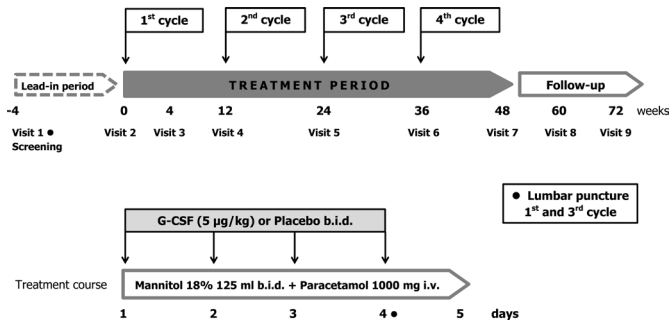 1st cycle 2nd cycle 3rd cycle 4th cycle
Lead-in period TREATMENT PERIOD Follow-up
-4 0 4 12 24 36 48 60 72 weeks
Visit 1 ● Visit 2 Visit 3 Visit 4 Visit 5 Visit 6 Visit 7 Visit 8 Visit 9
Screening
● Lumbar puncture
1st and 3rd cycle
G-CSF (5 µg/kg) or Placebo b.i.d.
Treatment course Mannitol 18% 125 ml b.i.d. + Paracetamol 1000 mg i.v.
1 2 3 4 ● 5 days